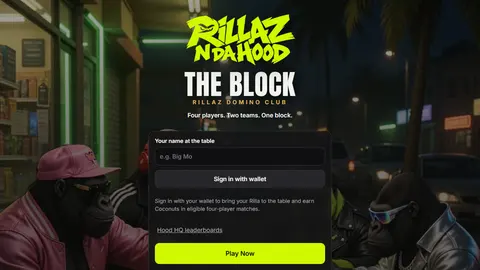 RILLAZ
N DA HOOD
THE BLOCK
RILLAZ DOMINO CLUB
Four players. Two teams. One block.
Your name at the table
e.g. Big Mo
Sign in with wallet
Sign in with your wallet to bring your Rilla to the table and earn
Coconuts in eligible four-player matches.
Hood HQ leaderboards
Play Now